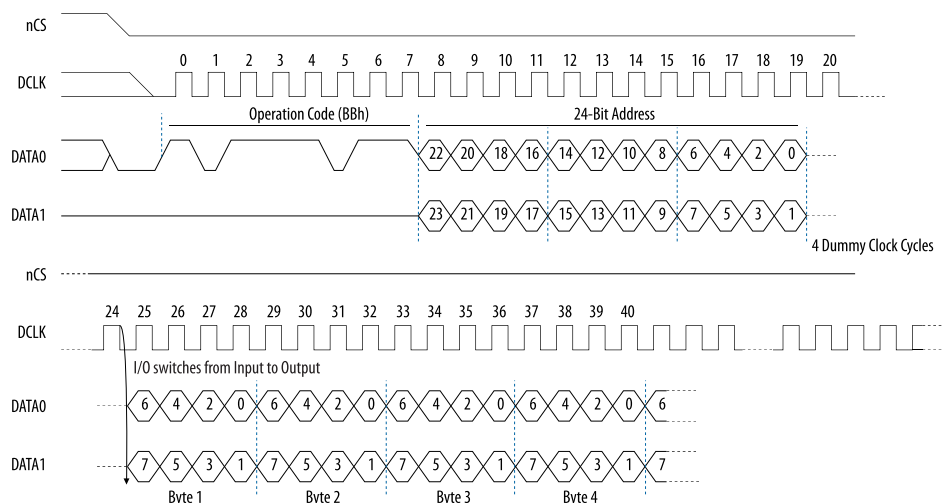 nCS
0 1 2 3 4 5 6 7 8 9 10 11 12 13 14 15 16 17 18 19 20
DCLK
Operation Code (BBh) 24-Bit Address
DATA0 22 20 18 16 14 12 10 8 6 4 2 0
DATA1 23 21 19 17 15 13 11 9 7 5 3 1
4 Dummy Clock Cycles
nCS
24 25 26 27 28 29 30 31 32 33 34 35 36 37 38 39 40
DCLK
I/O switches from Input to Output
DATA0 6 4 2 0 6 4 2 0 6 4 2 0 6 4 2 0 6
DATA1 7 5 3 1 7 5 3 1 7 5 3 1 7 5 3 1 7
Byte 1 Byte 2 Byte 3 Byte 4